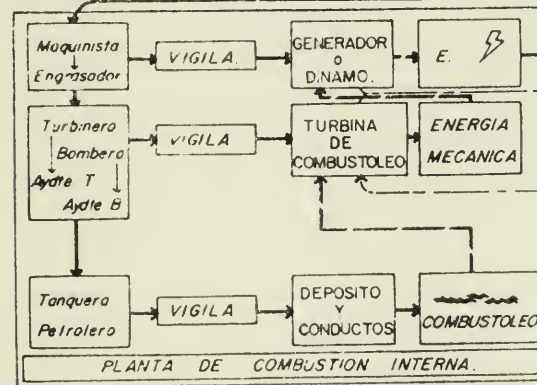 Maquinista
Engrasador
VIGILA.
GENERADOR
o
DINAMO.
E.
Turbinero
Bombero
Aydte T
Aydte B
VIGILA
TURBINA
DE
COMBUSTOLEO
ENERGIA
MECANICA
Tanquero
Petrolero
VIGILA
DEPOSITO
Y
CONDUCTOS
COMBUSTOLEO
PLANTA DE COMBUSTION INTERNA.